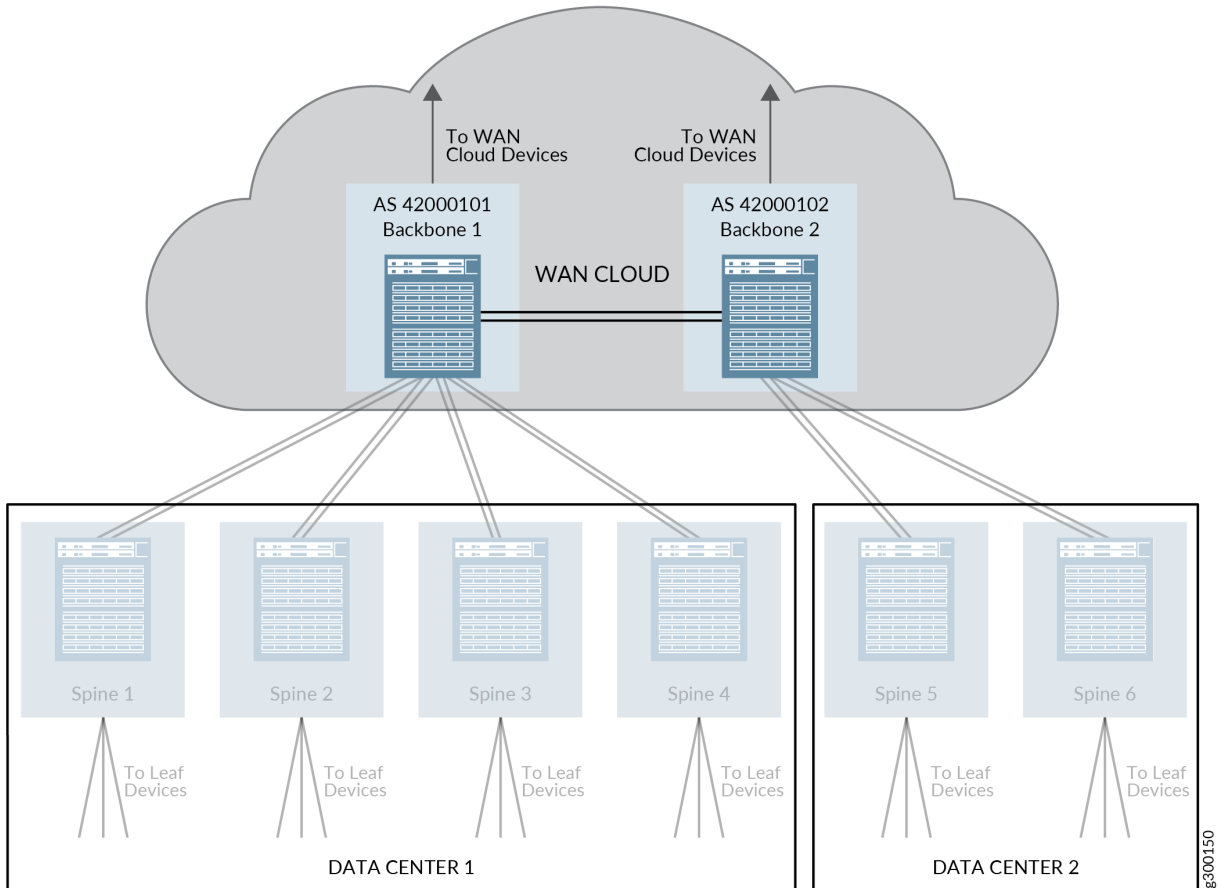 To WAN
Cloud Devices
To WAN
Cloud Devices
AS 42000101
Backbone 1
AS 42000102
Backbone 2
WAN CLOUD
Spine 1
Spine 2
Spine 3
Spine 4
Spine 5
Spine 6
To Leaf
Devices
To Leaf
Devices
To Leaf
Devices
To Leaf
Devices
To Leaf
Devices
To Leaf
Devices
DATA CENTER 1
DATA CENTER 2
g300150